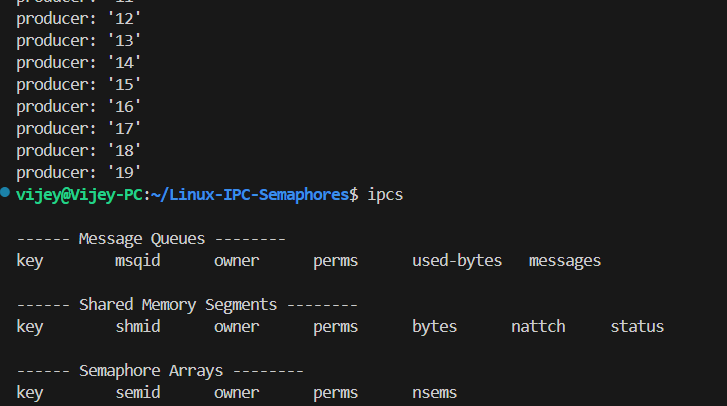 producer: '12'
producer: '13'
producer: '14'
producer: '15'
producer: '16'
producer: '17'
producer: '18'
producer: '19'
vijey@Vijey-PC:~/Linux-IPC-Semaphores$ ipcs
------ Message Queues --------
key msqid owner perms used-bytes messages
------ Shared Memory Segments --------
key shmid owner perms bytes nattch status
------ Semaphore Arrays --------
key semid owner perms nsems